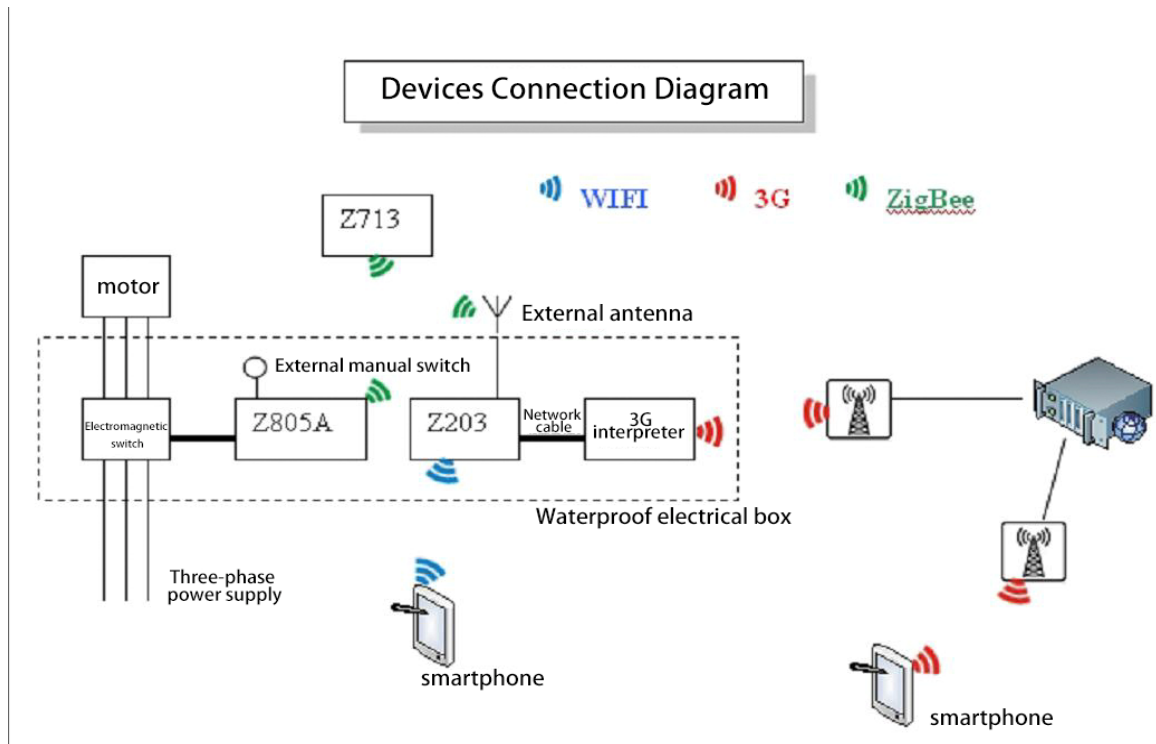 Devices Connection Diagram
WIFI
3G
ZigBee
Z713
motor
External antenna
External manual switch
Electromagnetic
switch
Z805A
Z203
Network
cable
3G
interpreter
Waterproof electrical box
Three-phase
power supply
smartphone
smartphone